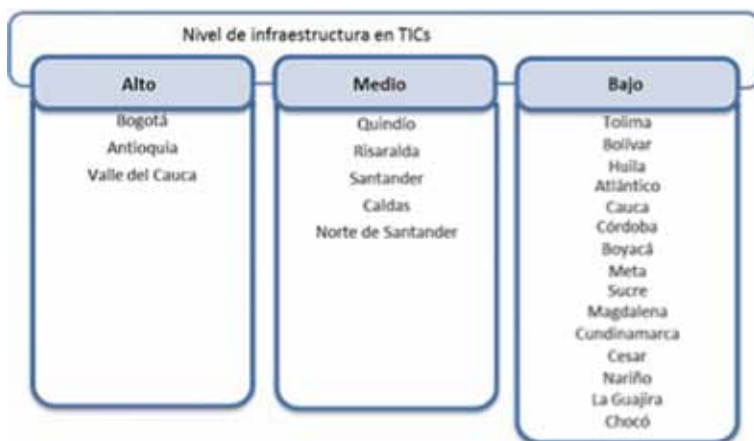 Nivel de infraestructura en TICs
Alto
Bogotá
Antioquia
Valle del Cauca
Medio
Quindío
Risaralda
Santander
Caldas
Norte de Santander
Bajo
Tolima
Bolívar
Huila
Atlántico
Cauca
Córdoba
Boyacá
Meta
Sucre
Magdalena
Cundinamarca
Cesar
Nariño
La Guajira
Chocó